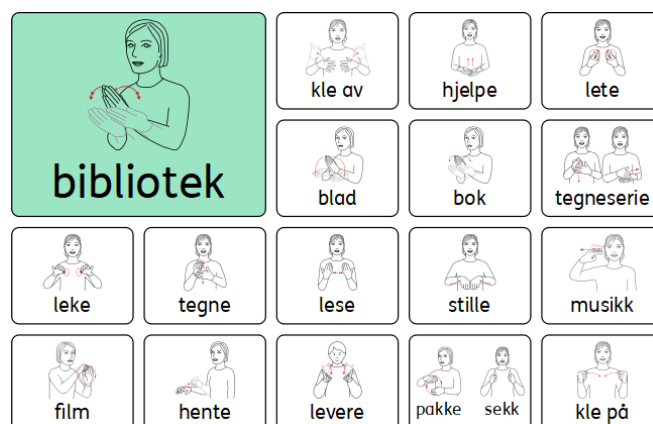 bibliotek
kle av
hjelpe
lete
blad
bok
tegneserie
leke
tegne
lese
stille
musikk
film
hente
levere
pakke sekk
kle på